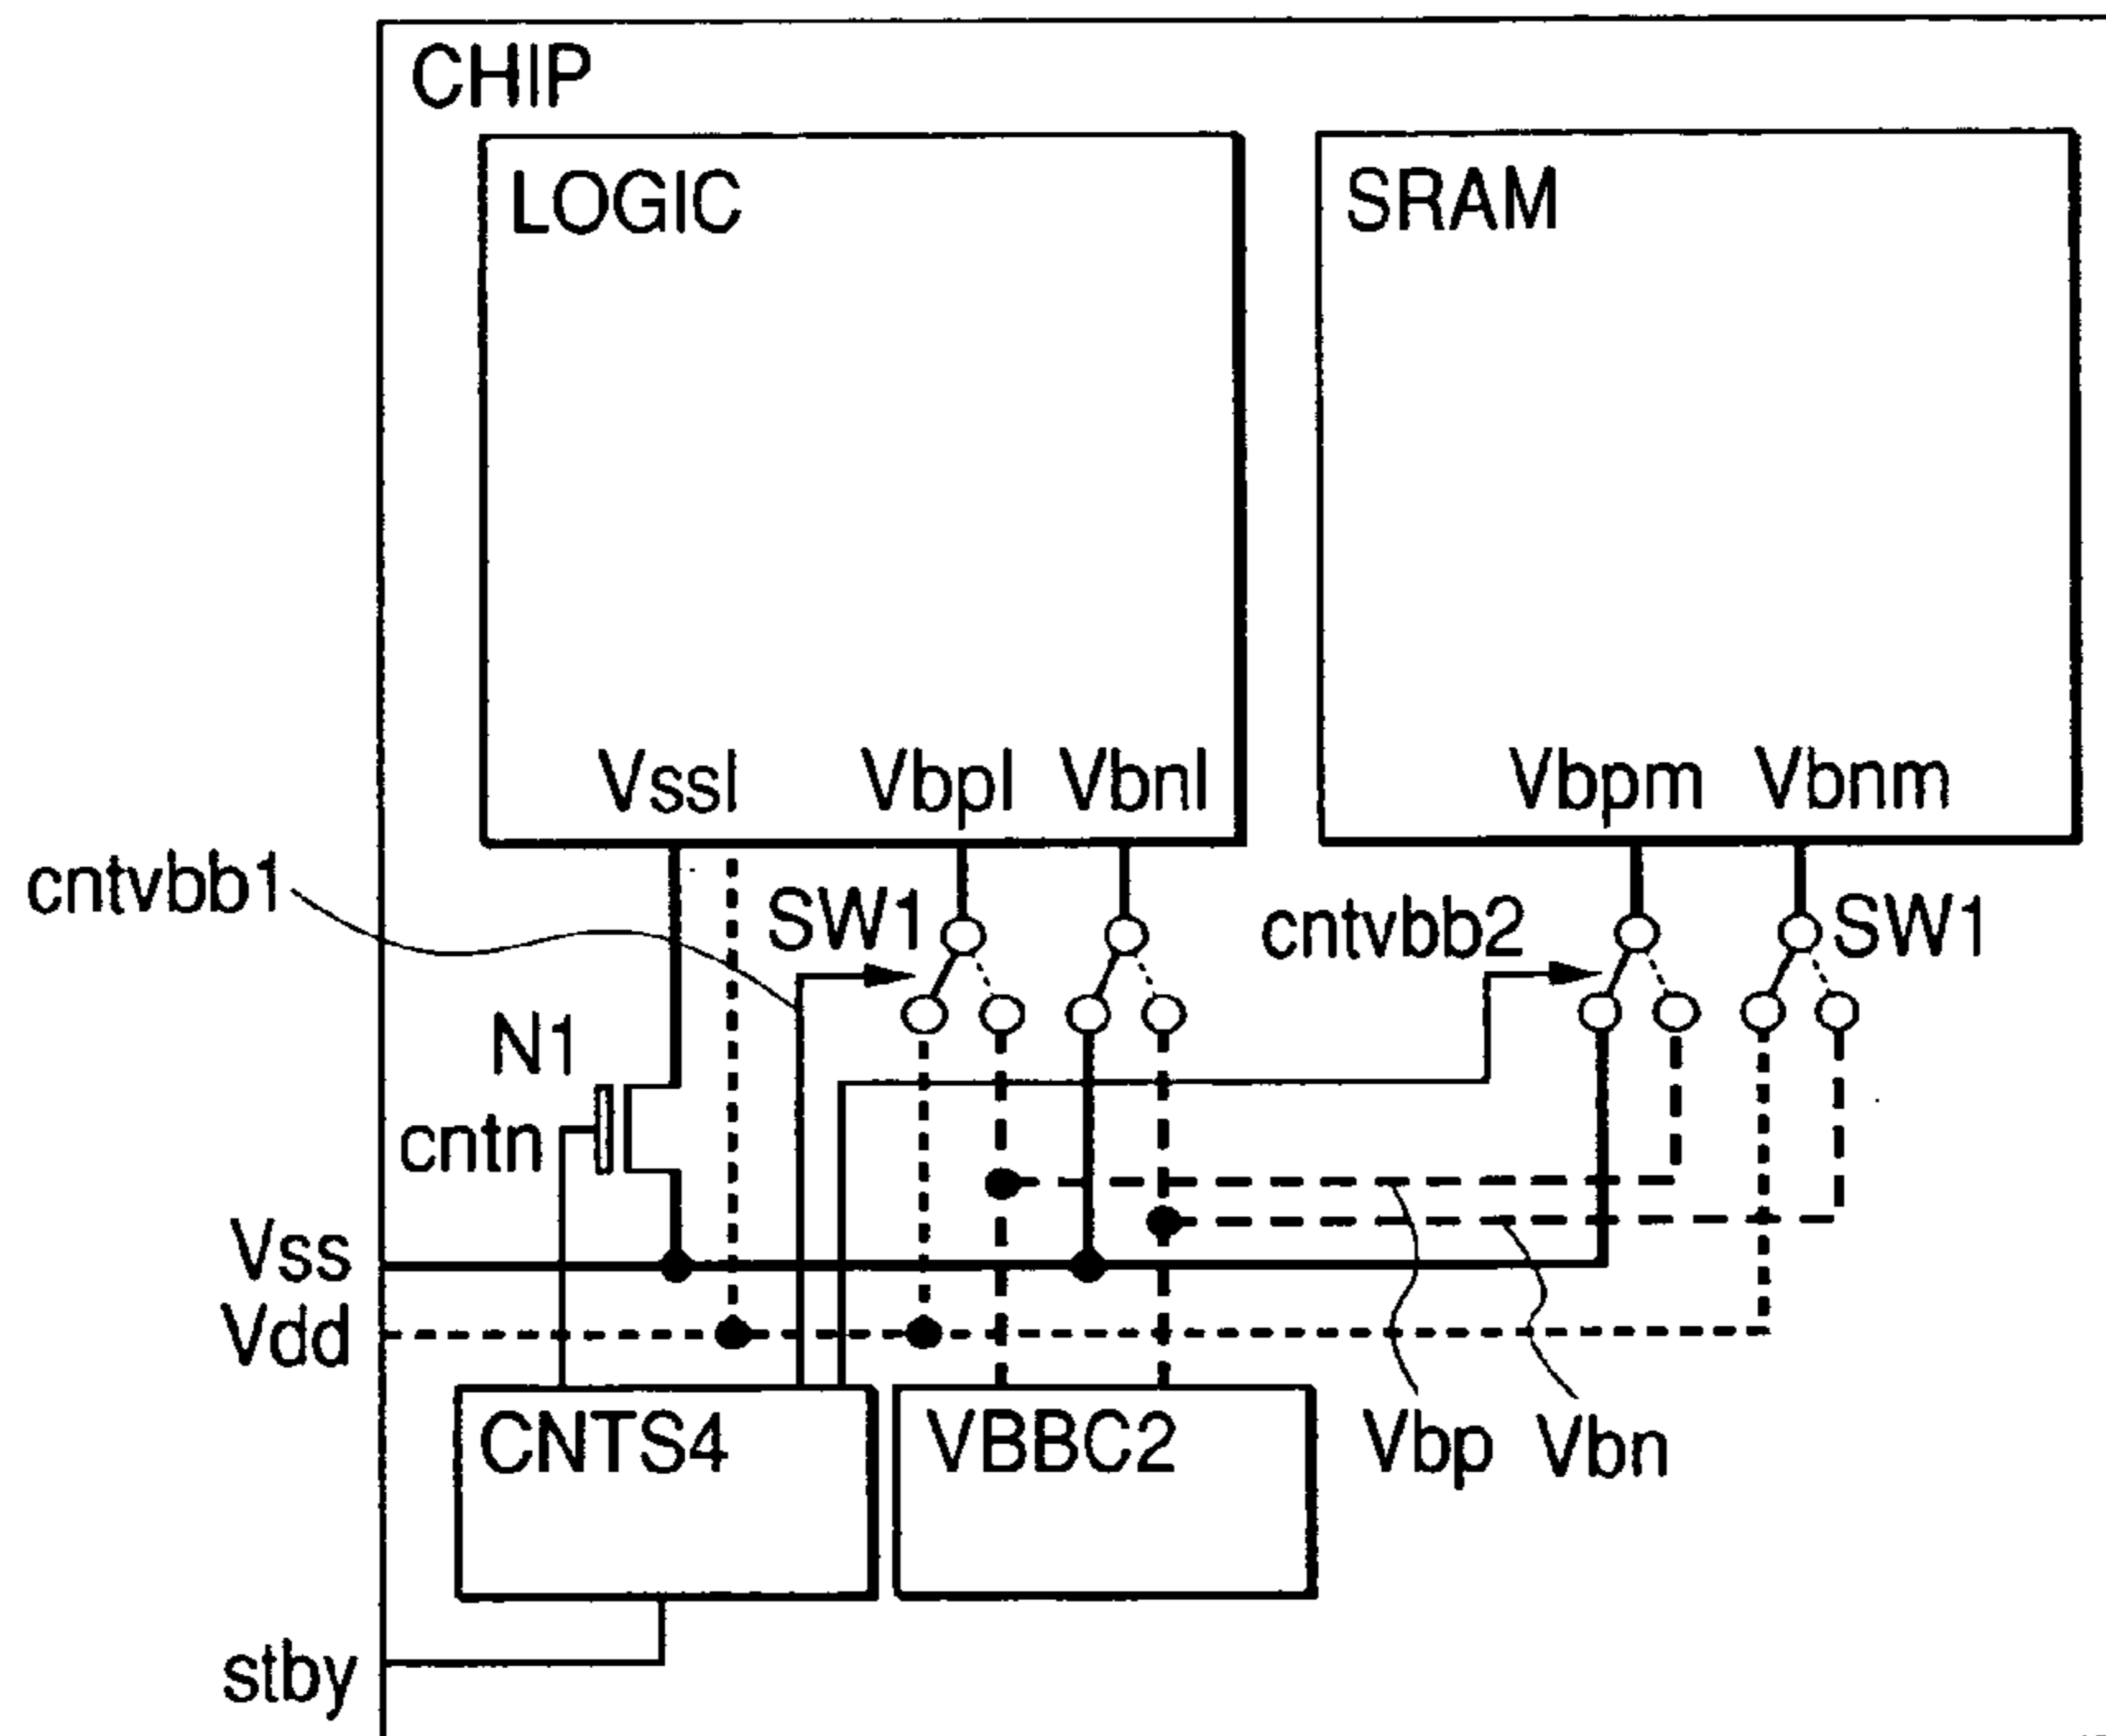 CHIP
LOGIC
SRAM
Vssl
Vbpl
Vbnl
Vbpm
Vbnm
cntvbb1
SW1
cntvbb2
SW1
N1
cntn
Vss
Vdd
CNTS4
VBBC2
Vbp
Vbn
stby